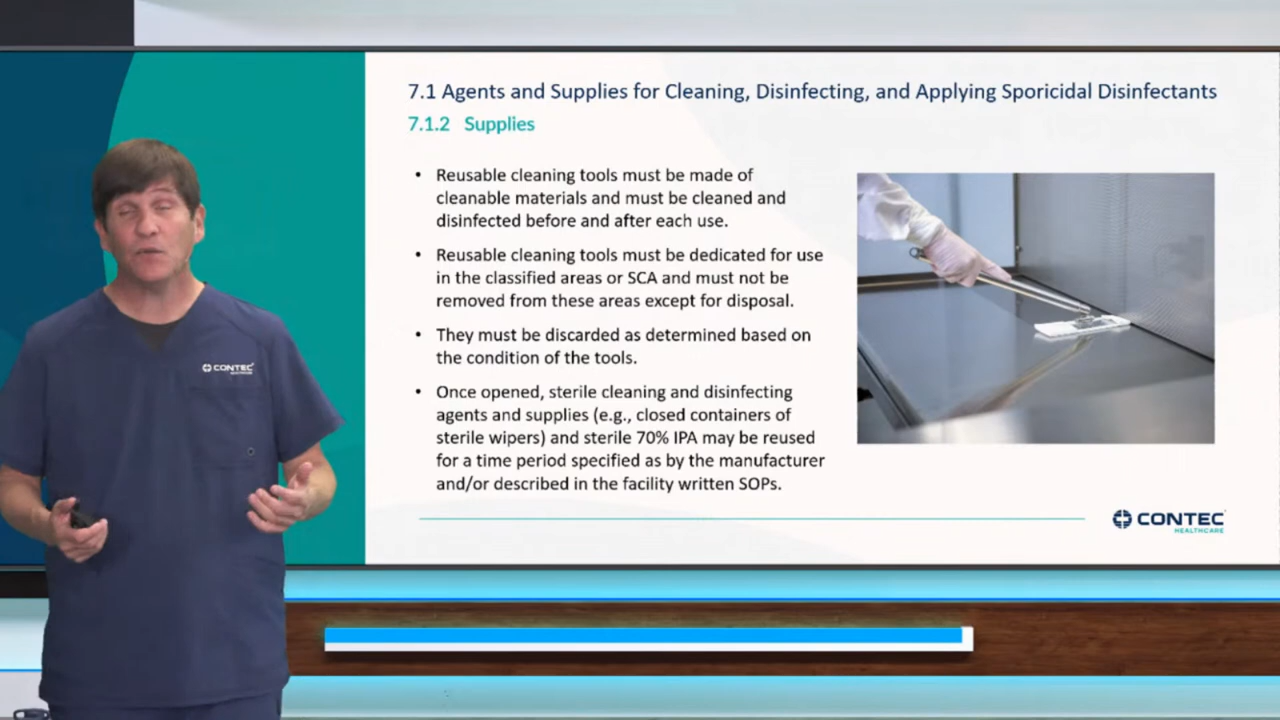 7.1 Agents and Supplies for Cleaning, Disinfecting, and Applying Sporicidal Disinfectants
7.1.2 Supplies
• Reusable cleaning tools must be made of
cleanable materials and must be cleaned and
disinfected before and after each use.
• Reusable cleaning tools must be dedicated for use
in the classified areas or SCA and must not be
removed from these areas except for disposal.
• They must be discarded as determined based on
the condition of the tools.
• Once opened, sterile cleaning and disinfecting
agents and supplies (e.g., closed containers of
sterile wipers) and sterile 70% IPA may be reused
for a time period specified as by the manufacturer
and/or described in the facility written SOPs.
CONTEC
HEALTHCARE
CONTEC
HEALTHCARE